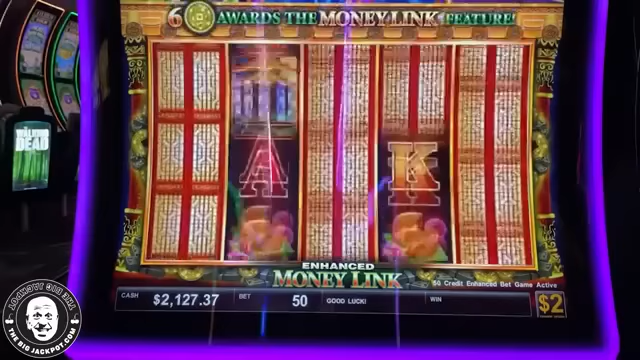 6 AWARDS THE MONEY LINK FEATURE!
THE WALKING DEAD
A
K
ENHANCED
MONEY LINK
50 Credit Enhanced Bet Game Active
CASH $2,127.37 BET 50 GOOD LUCK! WIN $2
THE BIG JACKPOT
THEBIGJACKPOT.COM